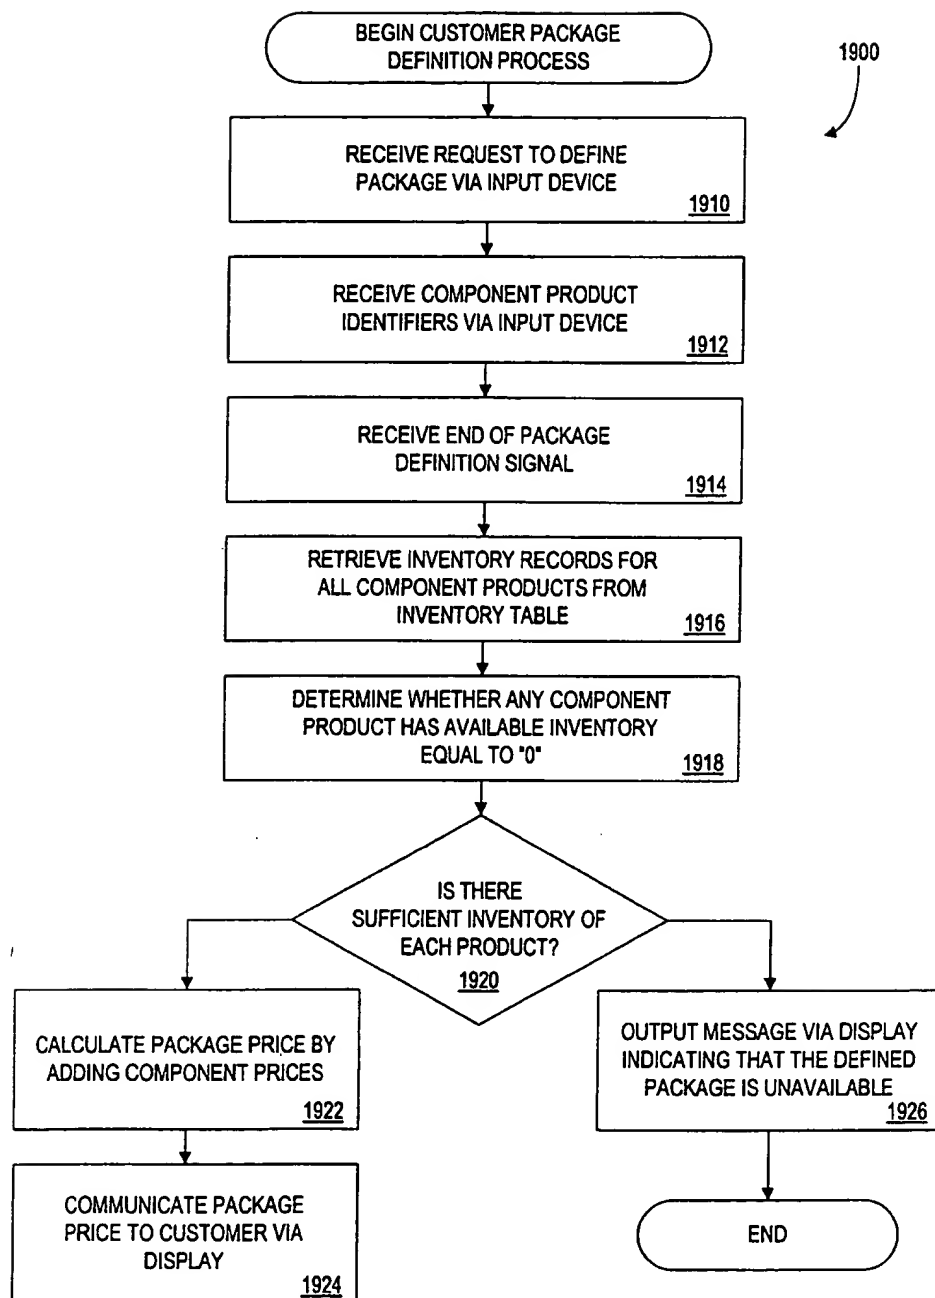 BEGIN CUSTOMER PACKAGE
DEFINITION PROCESS
1900
RECEIVE REQUEST TO DEFINE
PACKAGE VIA INPUT DEVICE
1910
RECEIVE COMPONENT PRODUCT
IDENTIFIERS VIA INPUT DEVICE
1912
RECEIVE END OF PACKAGE
DEFINITION SIGNAL
1914
RETRIEVE INVENTORY RECORDS FOR
ALL COMPONENT PRODUCTS FROM
INVENTORY TABLE
1916
DETERMINE WHETHER ANY COMPONENT
PRODUCT HAS AVAILABLE INVENTORY
EQUAL TO "0"
1918
IS THERE
SUFFICIENT INVENTORY OF
EACH PRODUCT?
1920
CALCULATE PACKAGE PRICE BY
ADDING COMPONENT PRICES
1922
COMMUNICATE PACKAGE
PRICE TO CUSTOMER VIA
DISPLAY
1924
OUTPUT MESSAGE VIA DISPLAY
INDICATING THAT THE DEFINED
PACKAGE IS UNAVAILABLE
1926
END